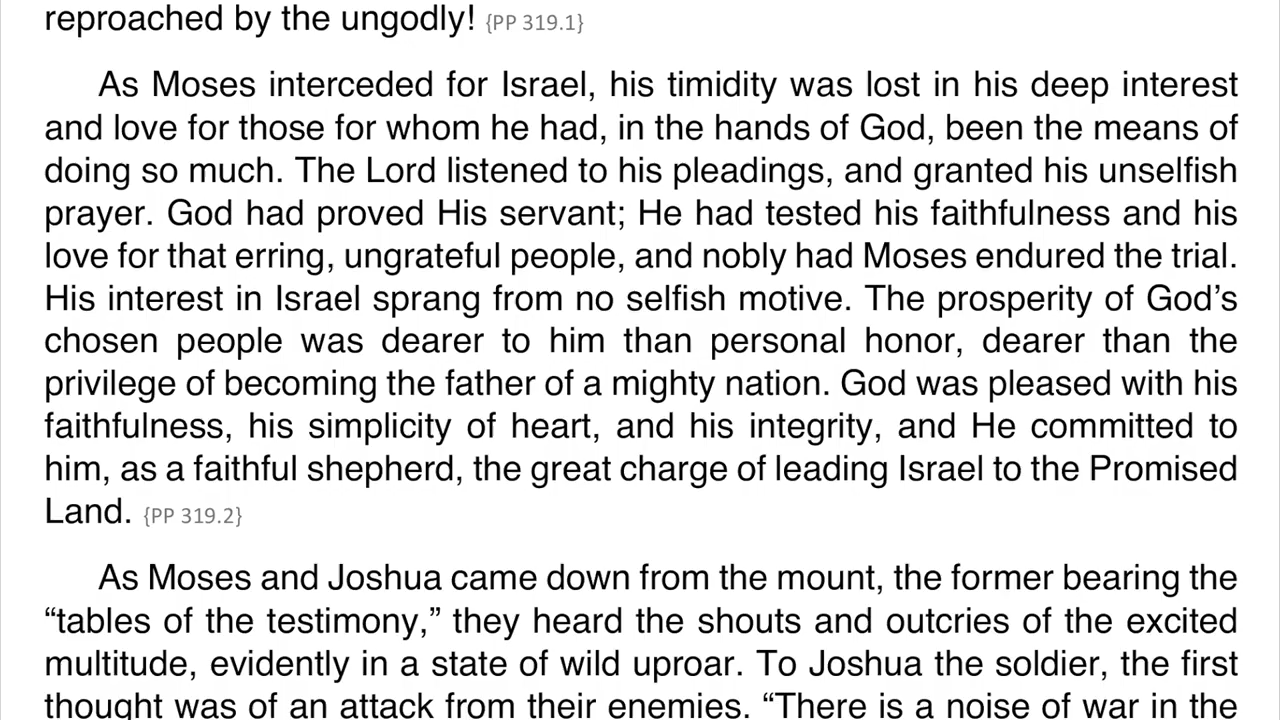 reproached by the ungodly! {PP 319.1}
As Moses interceded for Israel, his timidity was lost in his deep interest
and love for those for whom he had, in the hands of God, been the means of
doing so much. The Lord listened to his pleadings, and granted his unselfish
prayer. God had proved His servant; He had tested his faithfulness and his
love for that erring, ungrateful people, and nobly had Moses endured the trial.
His interest in Israel sprang from no selfish motive. The prosperity of God’s
chosen people was dearer to him than personal honor, dearer than the
privilege of becoming the father of a mighty nation. God was pleased with his
faithfulness, his simplicity of heart, and his integrity, and He committed to
him, as a faithful shepherd, the great charge of leading Israel to the Promised
Land. {PP 319.2}
As Moses and Joshua came down from the mount, the former bearing the
“tables of the testimony,” they heard the shouts and outcries of the excited
multitude, evidently in a state of wild uproar. To Joshua the soldier, the first
thought was of an attack from their enemies. “There is a noise of war in the